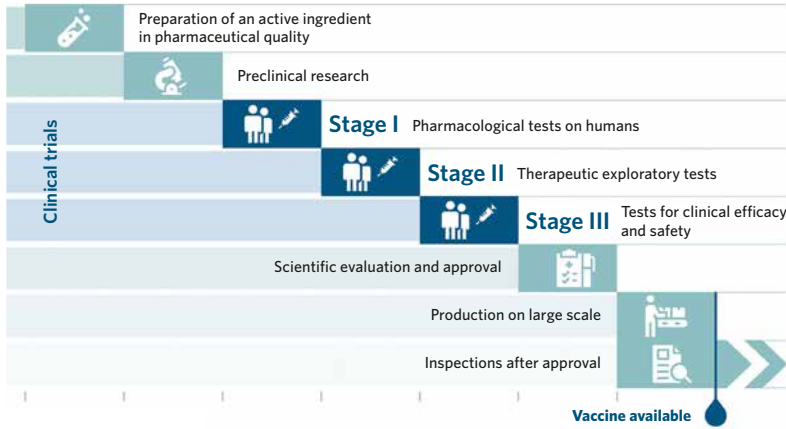 Preparation of an active ingredient
in pharmaceutical quality
Preclinical research
Clinical trials
Stage I Pharmacological tests on humans
Stage II Therapeutic exploratory tests
Stage III Tests for clinical efficacy
and safety
Scientific evaluation and approval
Production on large scale
Inspections after approval
Vaccine available